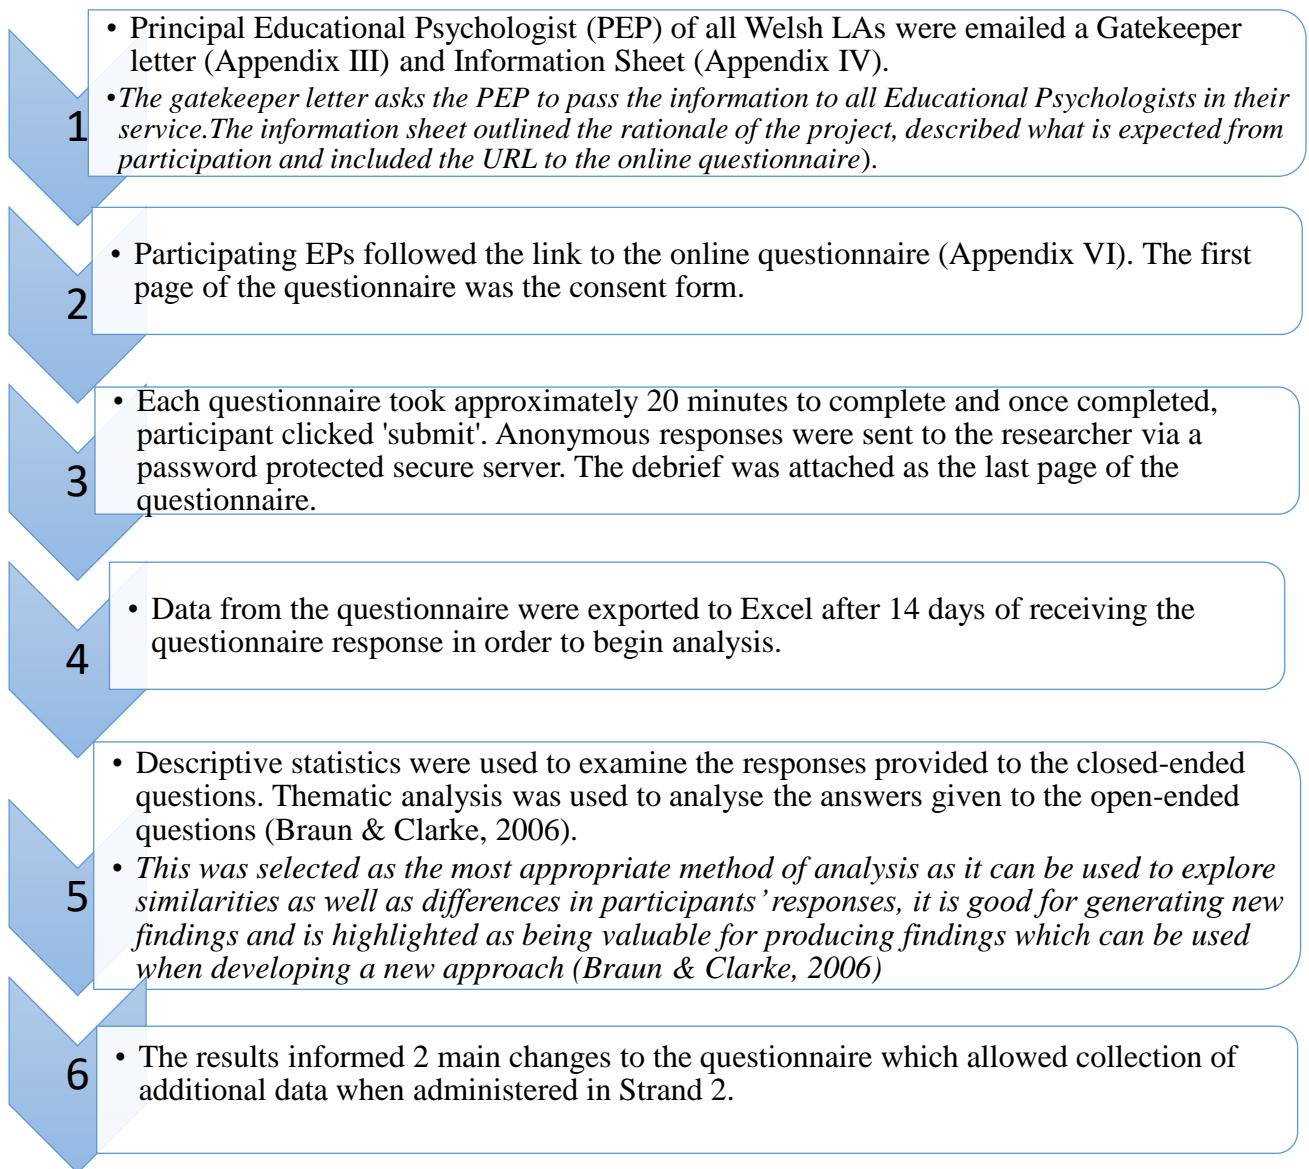 • Principal Educational Psychologist (PEP) of all Welsh LAs were emailed a Gatekeeper
letter (Appendix III) and Information Sheet (Appendix IV).
•The gatekeeper letter asks the PEP to pass the information to all Educational Psychologists in their
service.The information sheet outlined the rationale of the project, described what is expected from
participation and included the URL to the online questionnaire).
1
• Participating EPs followed the link to the online questionnaire (Appendix VI). The first
page of the questionnaire was the consent form.
2
• Each questionnaire took approximately 20 minutes to complete and once completed,
participant clicked 'submit'. Anonymous responses were sent to the researcher via a
password protected secure server. The debrief was attached as the last page of the
questionnaire.
3
• Data from the questionnaire were exported to Excel after 14 days of receiving the
questionnaire response in order to begin analysis.
4
• Descriptive statistics were used to examine the responses provided to the closed-ended
questions. Thematic analysis was used to analyse the answers given to the open-ended
questions (Braun & Clarke, 2006).
• This was selected as the most appropriate method of analysis as it can be used to explore
similarities as well as differences in participants’ responses, it is good for generating new
findings and is highlighted as being valuable for producing findings which can be used
when developing a new approach (Braun & Clarke, 2006)
5
• The results informed 2 main changes to the questionnaire which allowed collection of
additional data when administered in Strand 2.
6